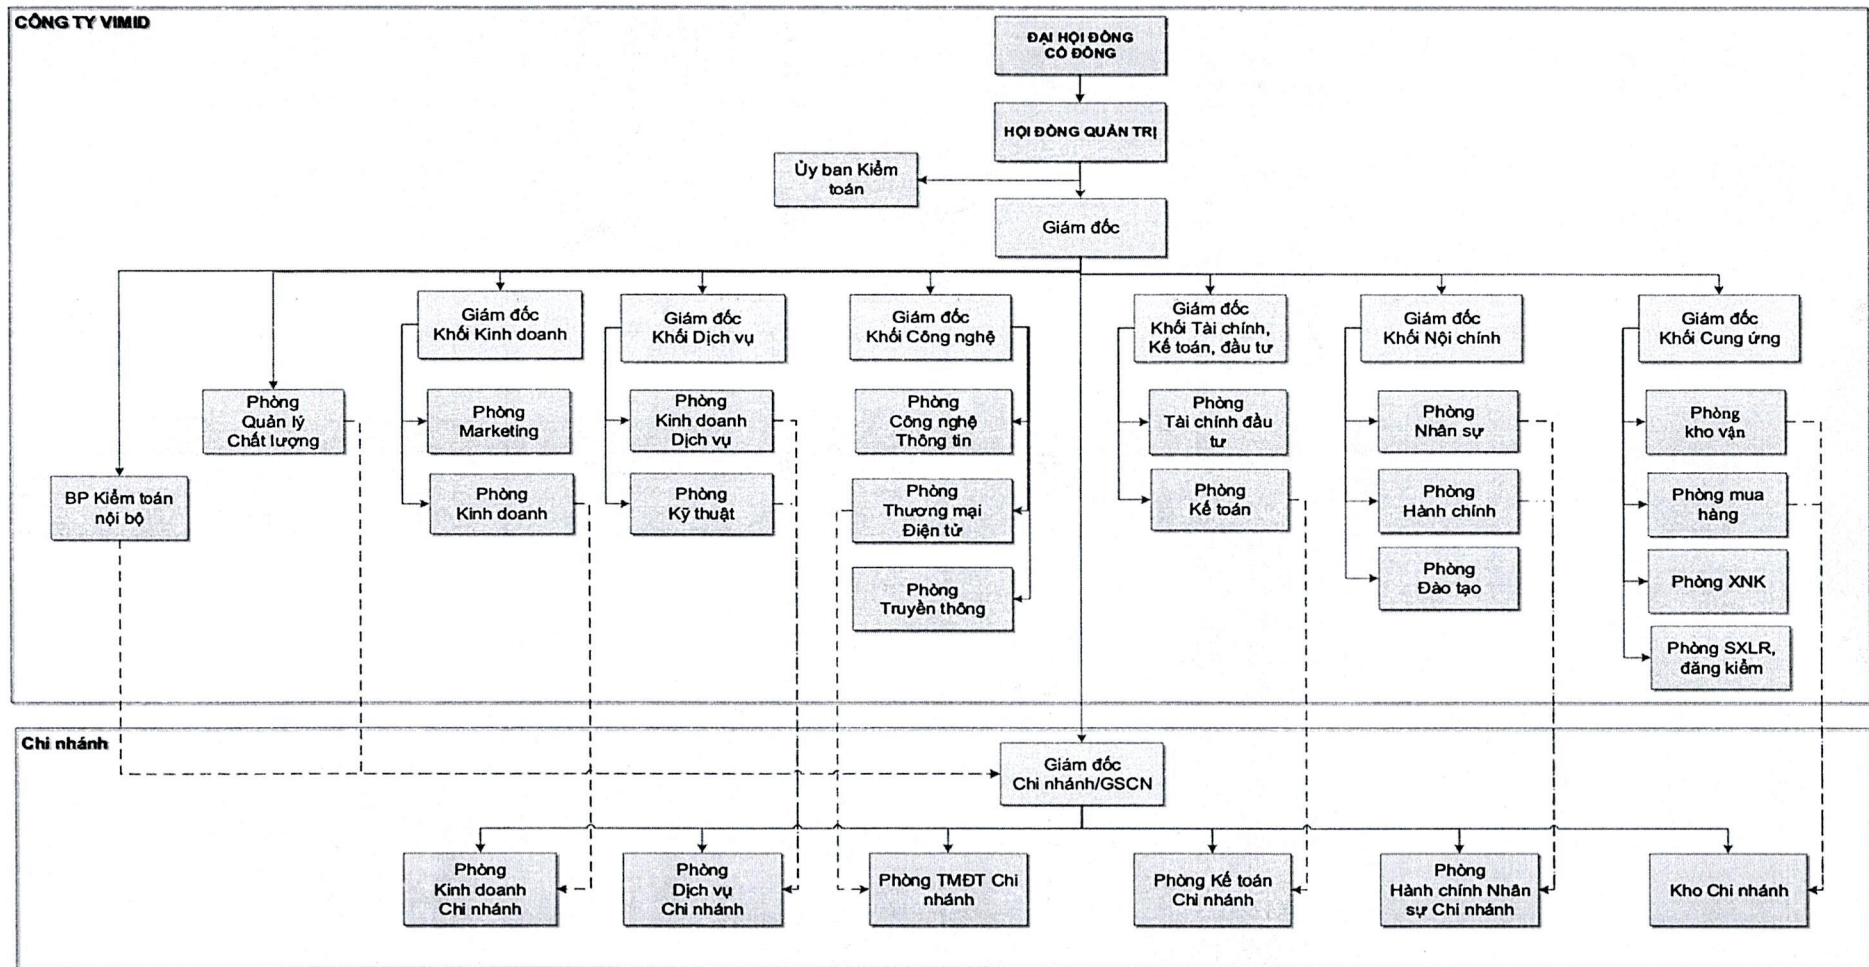 CÔNG TY VIMID
ĐẠI HỘI ĐỒNG
CỔ ĐÔNG
HỘI ĐỒNG QUẢN TRỊ
Ủy ban Kiểm
toán
Giám đốc
Giám đốc
Khối Kinh doanh
Giám đốc
Khối Dịch vụ
Giám đốc
Khối Công nghệ
Giám đốc
Khối Tài chính,
Kế toán, đầu tư
Giám đốc
Khối Nội chính
Giám đốc
Khối Cung ứng
Phòng
Quản lý
Chất lượng
Phòng
Marketing
Phòng
Kinh doanh
Dịch vụ
Phòng
Công nghệ
Thông tin
Phòng
Tài chính đầu
tư
Phòng
Nhân sự
Phòng
kho vận
BP Kiểm toán
nội bộ
Phòng
Kinh doanh
Phòng
Kỹ thuật
Phòng
Thương mại
Điện tử
Phòng
Kế toán
Phòng
Hành chính
Phòng mua
hàng
Phòng
Truyền thông
Phòng
Đào tạo
Phòng XNK
Phòng SXLR,
đăng kiểm
Chi nhánh
Giám đốc
Chi nhánh/GSCN
Phòng
Kinh doanh
Chi nhánh
Phòng
Dịch vụ
Chi nhánh
Phòng TMĐT Chi
nhánh
Phòng Kế toán
Chi nhánh
Phòng
Hành chính Nhân
sự Chi nhánh
Kho Chi nhánh